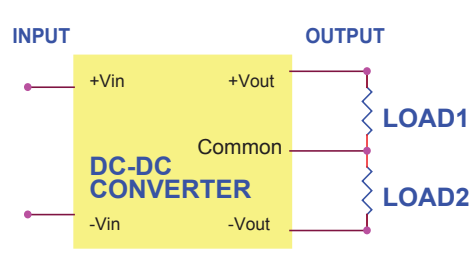 INPUT
OUTPUT
+Vin
+Vout
LOAD1
Common
DC-DC
CONVERTER
LOAD2
-Vin
-Vout